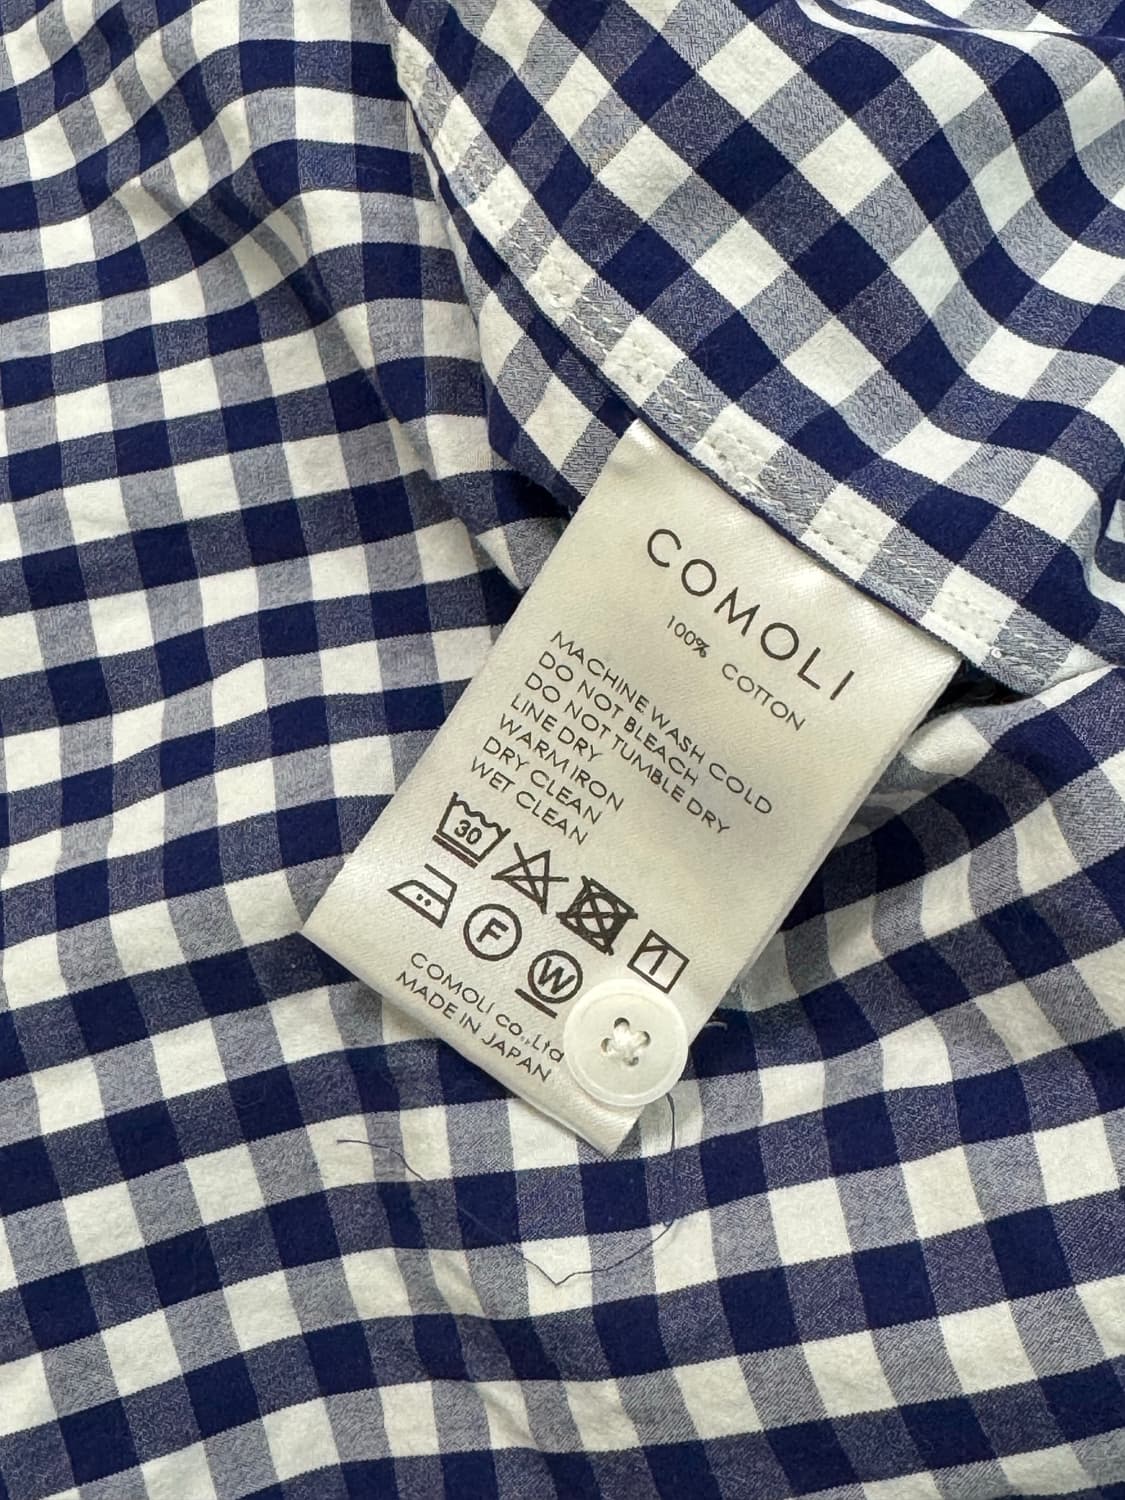 COMOLI
100% COTTON
MACHINE WASH COLD
DO NOT BLEACH
DO NOT TUMBLE DRY
LINE DRY
WARM IRON
DRY CLEAN
WET CLEAN
30
F
W
COMOLI co.,Ltd
MADE IN JAPAN